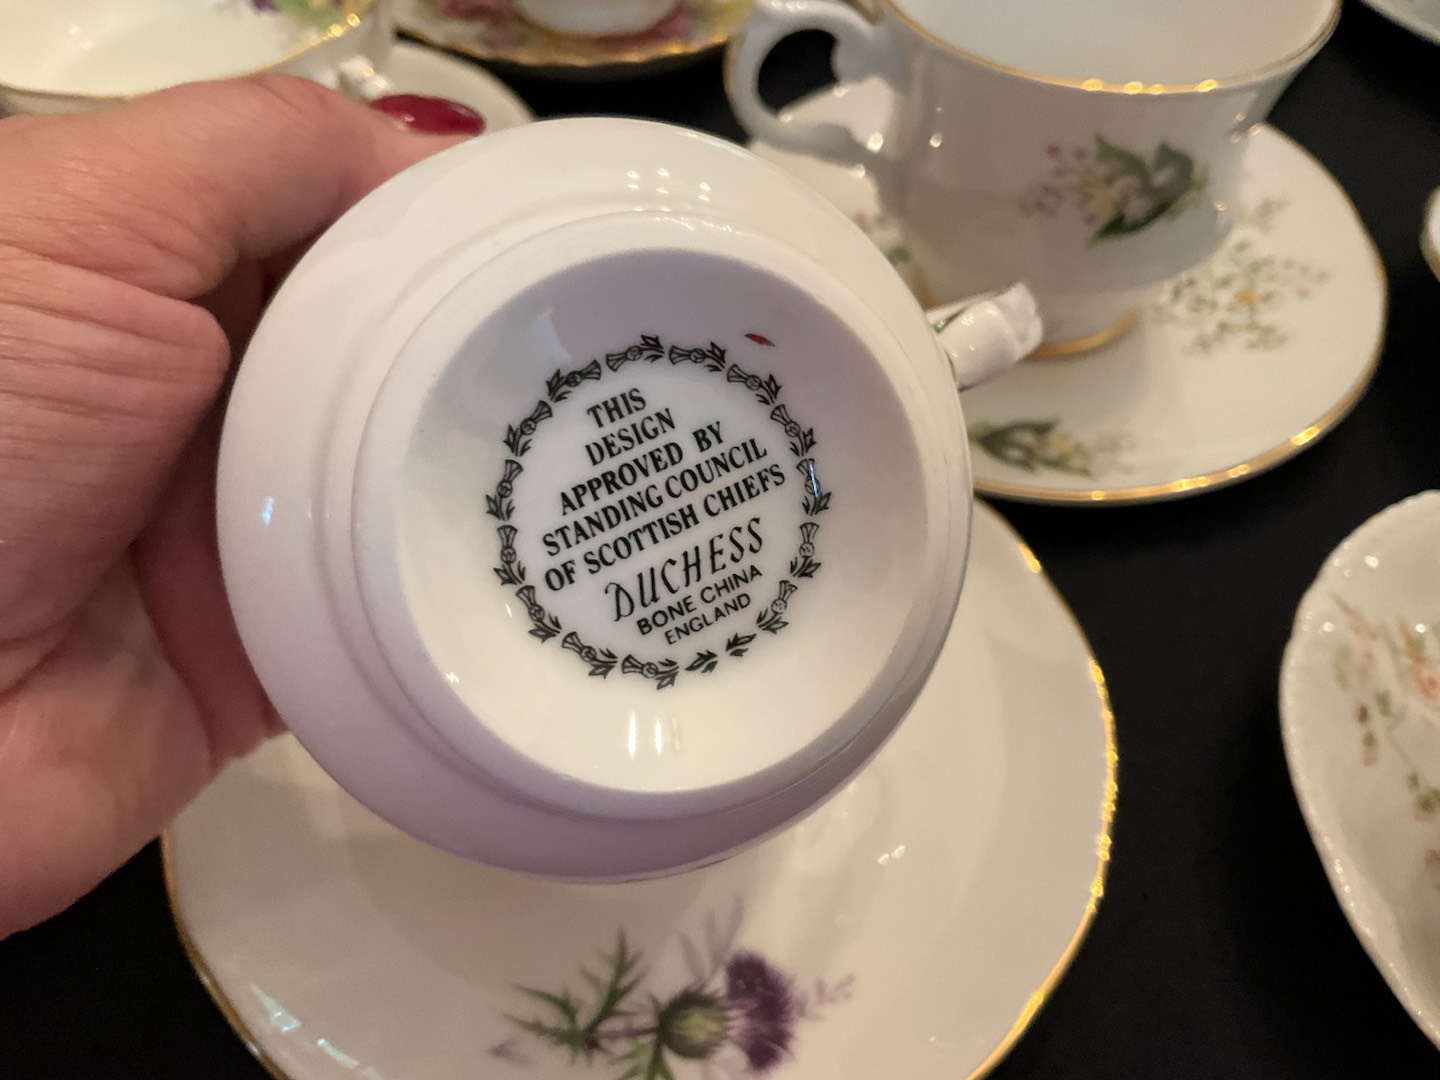 THIS
DESIGN
APPROVED BY
STANDING COUNCIL
OF SCOTTISH CHIEFS
DUCHESS
BONE CHINA
ENGLAND